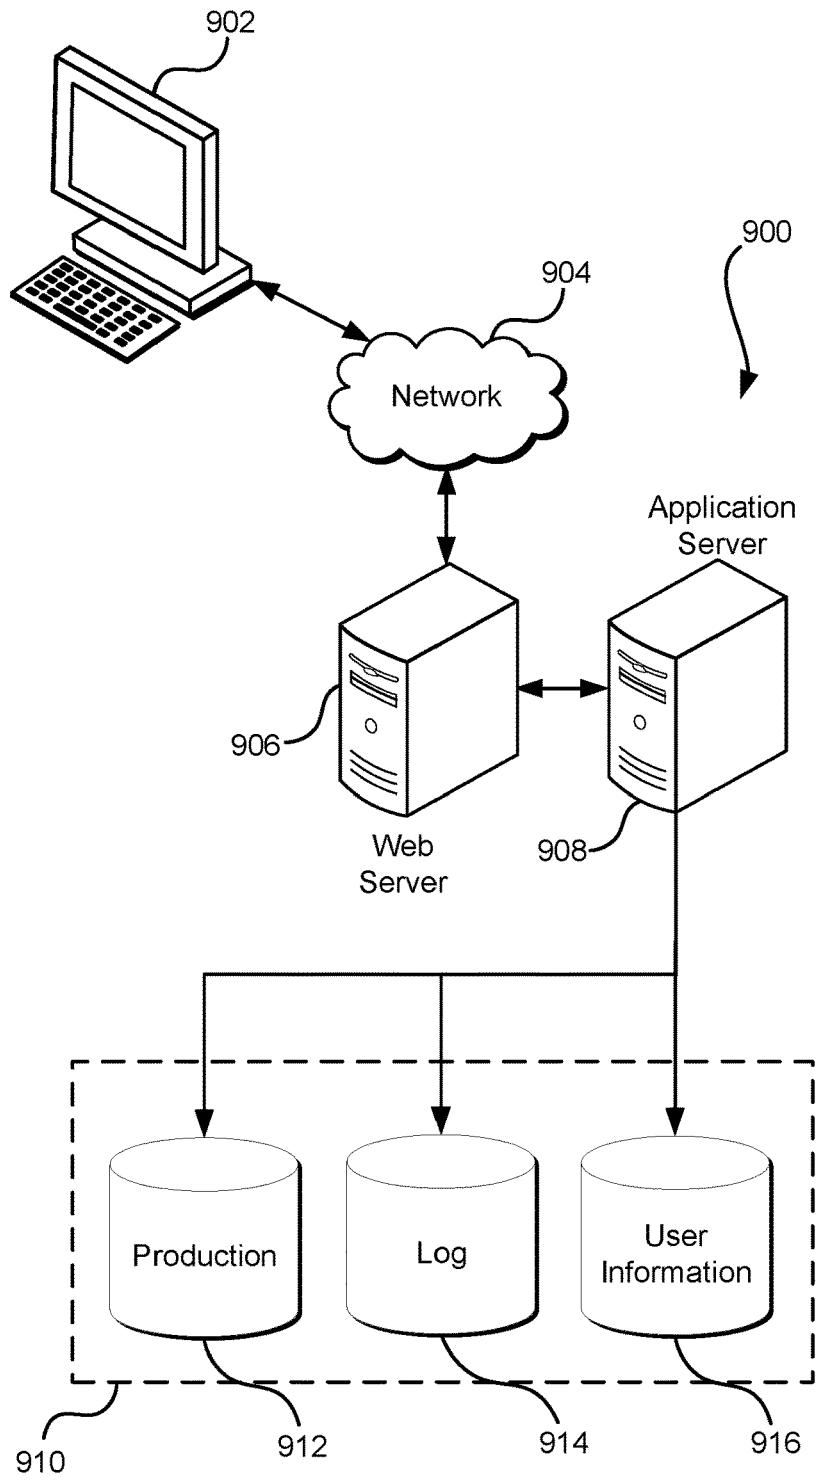 902
900
904
Network
Application
Server
906
908
Web
Server
Production
Log
User
Information
910
912
914
916